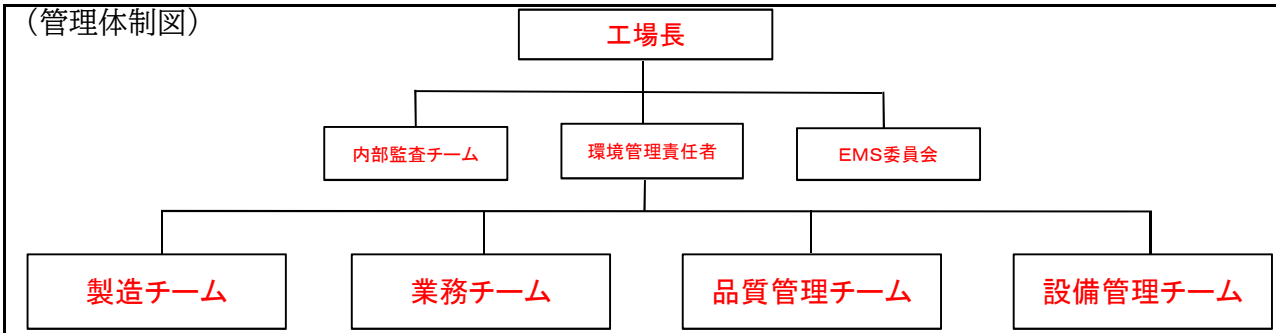 （管理体制図）
工場長
内部監査チーム
環境管理責任者
ＥＭＳ委員会
製造チーム
業務チーム
品質管理チーム
設備管理チーム